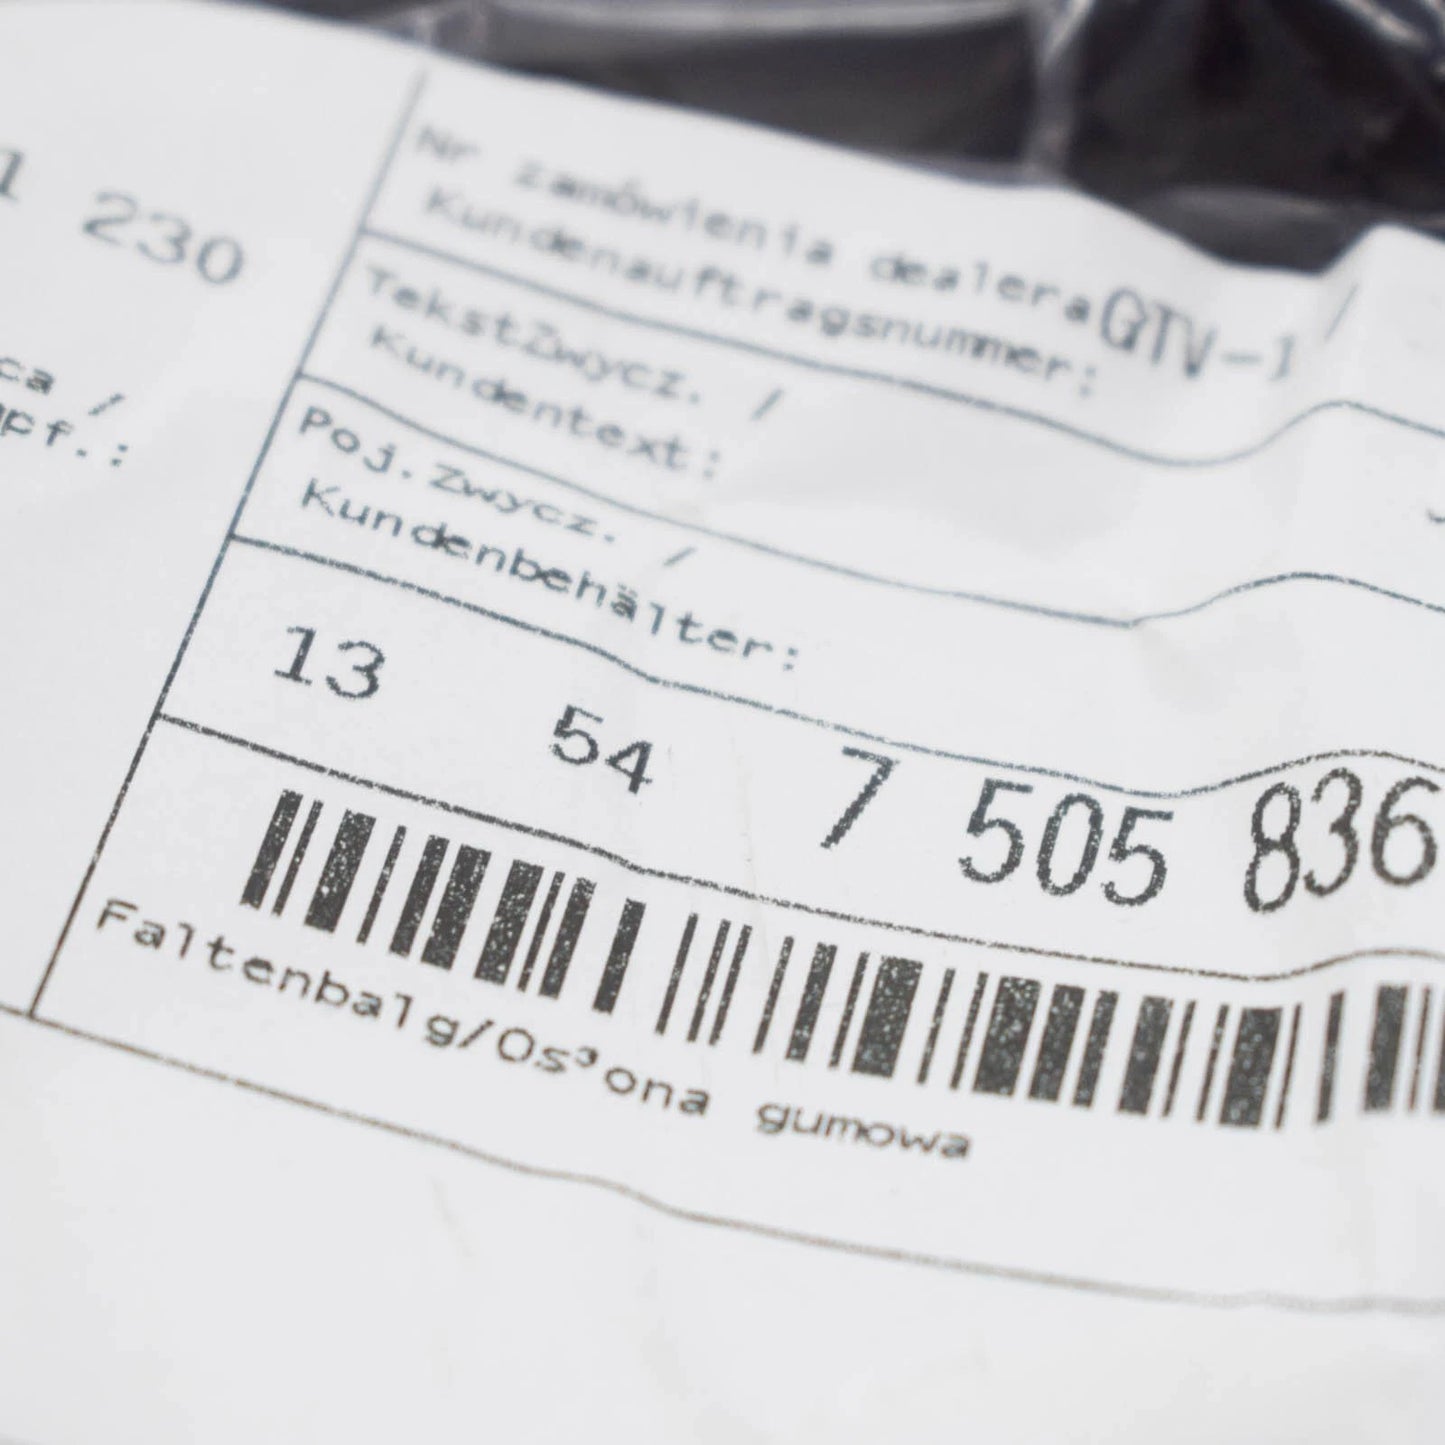 1 230
ca /
pf.:
Nr zamówienia dealera GTV-1 /
Kundenauftragsnummer:
TekstZwycz. /
Kundentext:
Poj.Zwycz. /
Kundenbehälter:
13 54 7 505 836
Faltenbalg/Os³ona gumowa